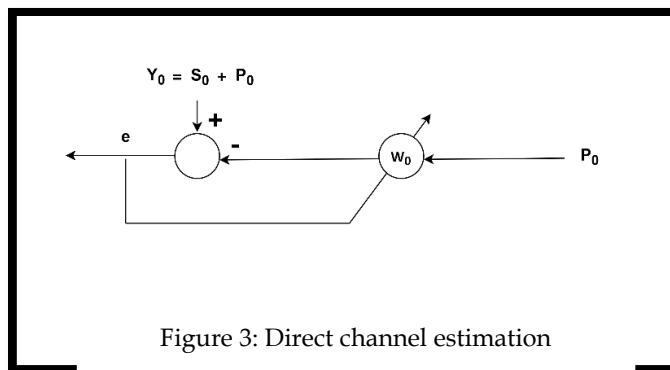 Y₀ = S₀ + P₀
+
e
-
W₀
P₀
Figure 3: Direct channel estimation